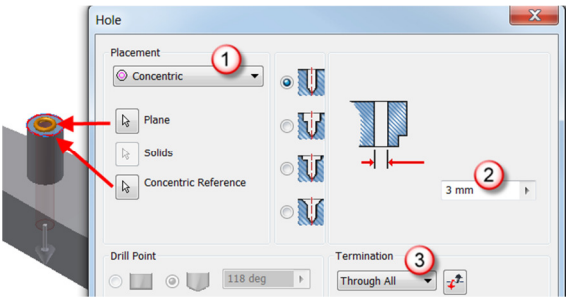 Hole
X
Placement
1
Concentric
Plane
Solids
Concentric Reference
2
3 mm
Drill Point
118 deg
Termination
3
Through All